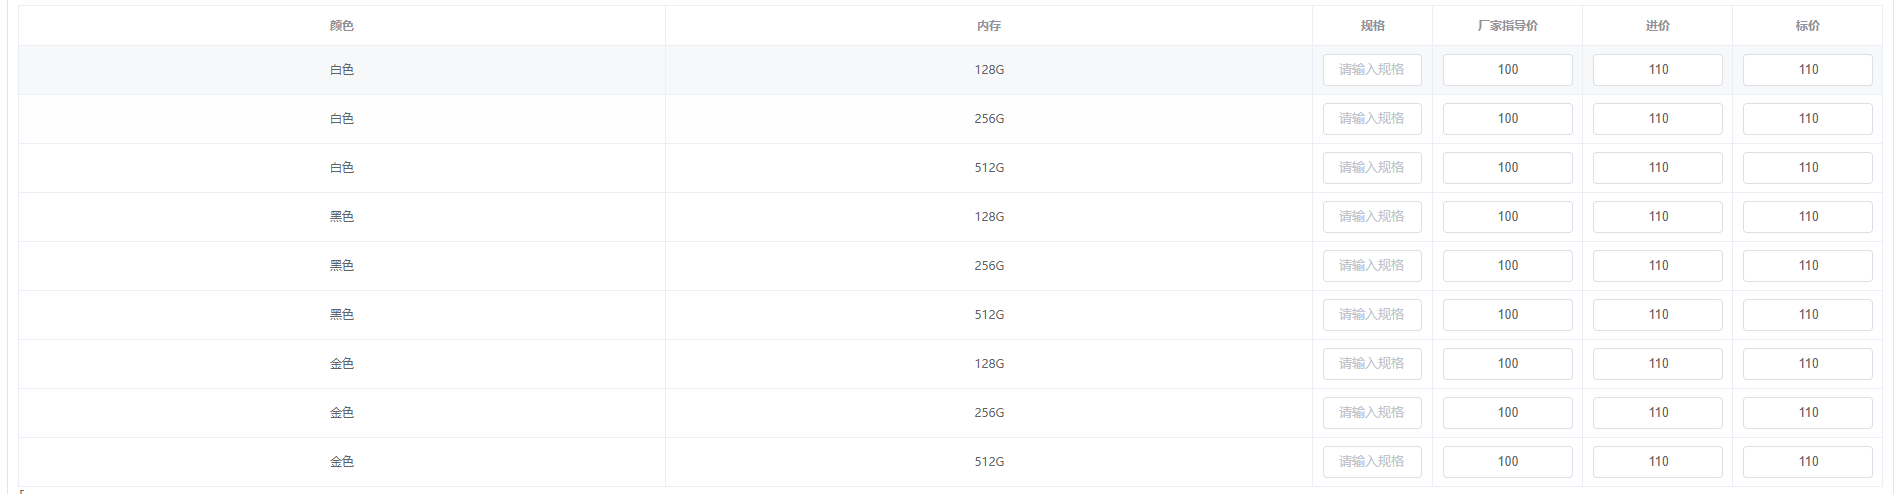 颜色 内存 规格 厂家指导价 进价 标价
白色 128G 请输入规格 100 110 110
白色 256G 请输入规格 100 110 110
白色 512G 请输入规格 100 110 110
黑色 128G 请输入规格 100 110 110
黑色 256G 请输入规格 100 110 110
黑色 512G 请输入规格 100 110 110
金色 128G 请输入规格 100 110 110
金色 256G 请输入规格 100 110 110
金色 512G 请输入规格 100 110 110